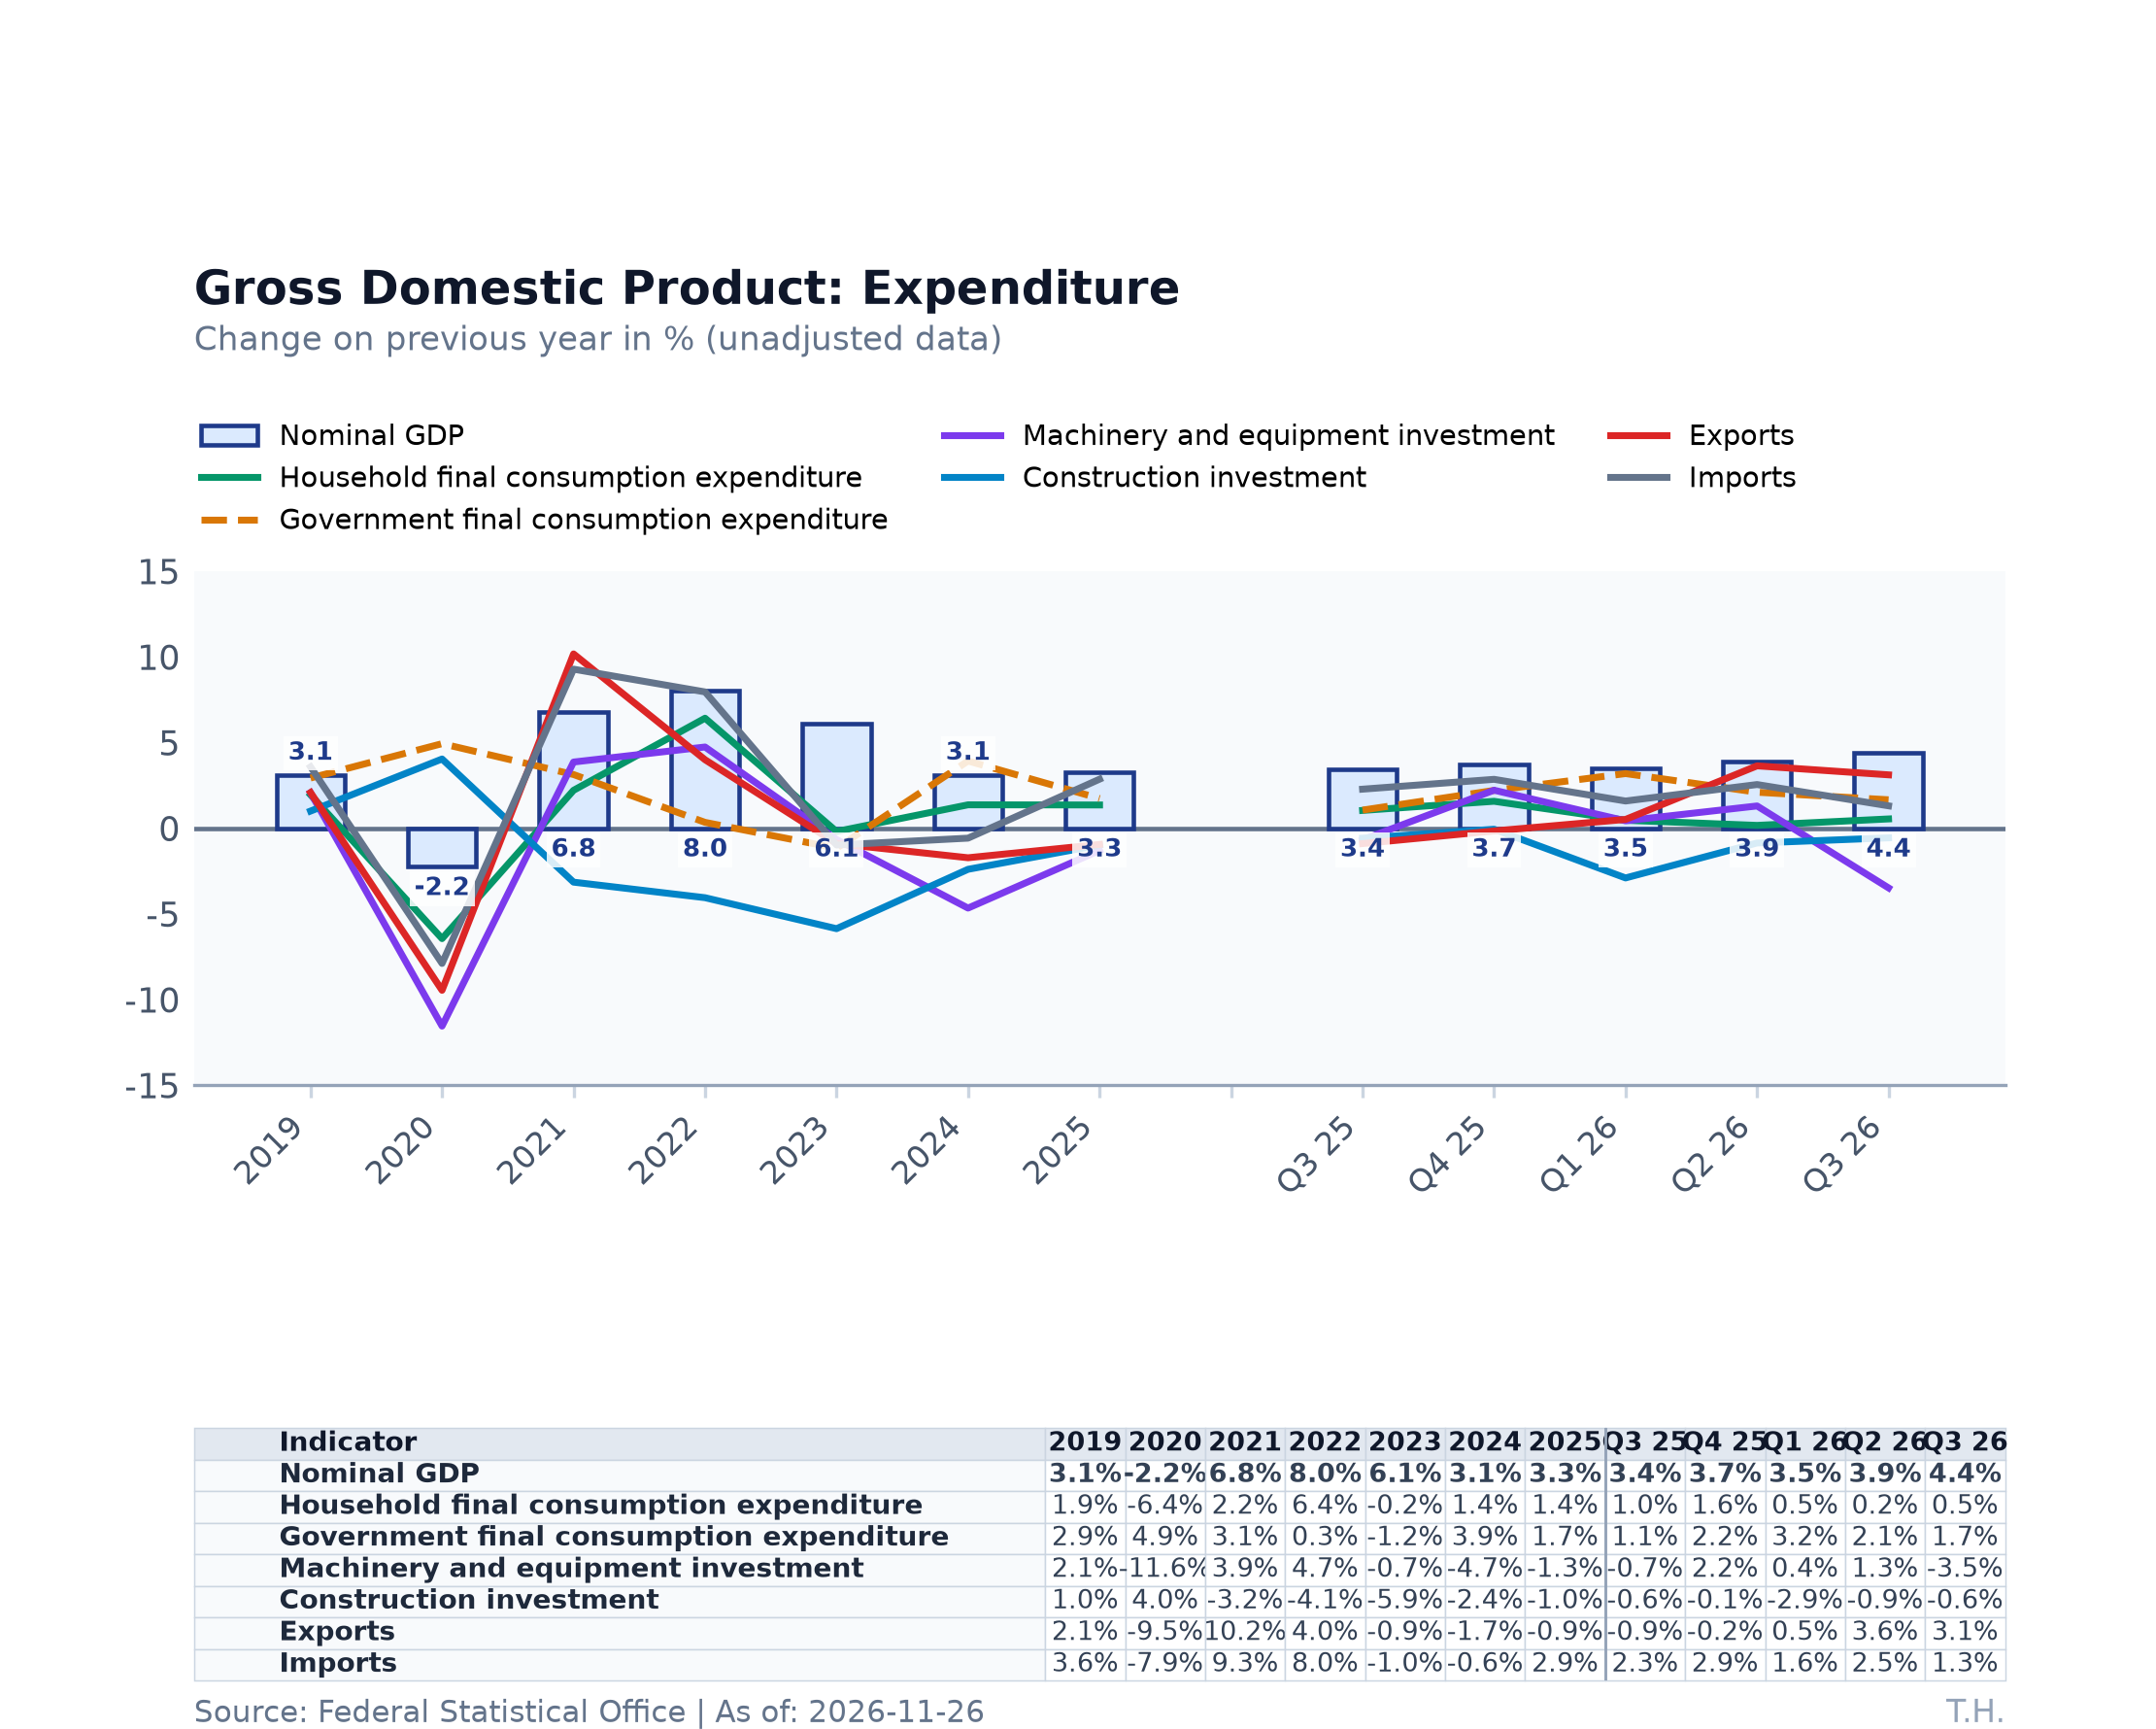 Gross Domestic Product: Expenditure
Change on previous year in % (unadjusted data)
Nominal GDP
Household final consumption expenditure
Government final consumption expenditure
Machinery and equipment investment
Construction investment
Exports
Imports
15
10
5
0
-5
-10
-15
3.1
-2.2
6.8
8.0
6.1
3.1
3.3
3.4
3.7
3.5
3.9
4.4
2019 2020 2021 2022 2023 2024 2025 Q3 25 Q4 25 Q1 26 Q2 26 Q3 26
Indicator 2019 2020 2021 2022 2023 2024 2025 Q3 25 Q4 25 Q1 26 Q2 26 Q3 26
Nominal GDP 3.1% -2.2% 6.8% 8.0% 6.1% 3.1% 3.3% 3.4% 3.7% 3.5% 3.9% 4.4%
Household final consumption expenditure 1.9% -6.4% 2.2% 6.4% -0.2% 1.4% 1.4% 1.0% 1.6% 0.5% 0.2% 0.5%
Government final consumption expenditure 2.9% 4.9% 3.1% 0.3% -1.2% 3.9% 1.7% 1.1% 2.2% 3.2% 2.1% 1.7%
Machinery and equipment investment 2.1% -11.6% 3.9% 4.7% -0.7% -4.7% -1.3% -0.7% 2.2% 0.4% 1.3% -3.5%
Construction investment 1.0% 4.0% -3.2% -4.1% -5.9% -2.4% -1.0% -0.6% -0.1% -2.9% -0.9% -0.6%
Exports 2.1% -9.5% 10.2% 4.0% -0.9% -1.7% -0.9% -0.9% -0.2% 0.5% 3.6% 3.1%
Imports 3.6% -7.9% 9.3% 8.0% -1.0% -0.6% 2.9% 2.3% 2.9% 1.6% 2.5% 1.3%
Source: Federal Statistical Office | As of: 2026-11-26
T.H.